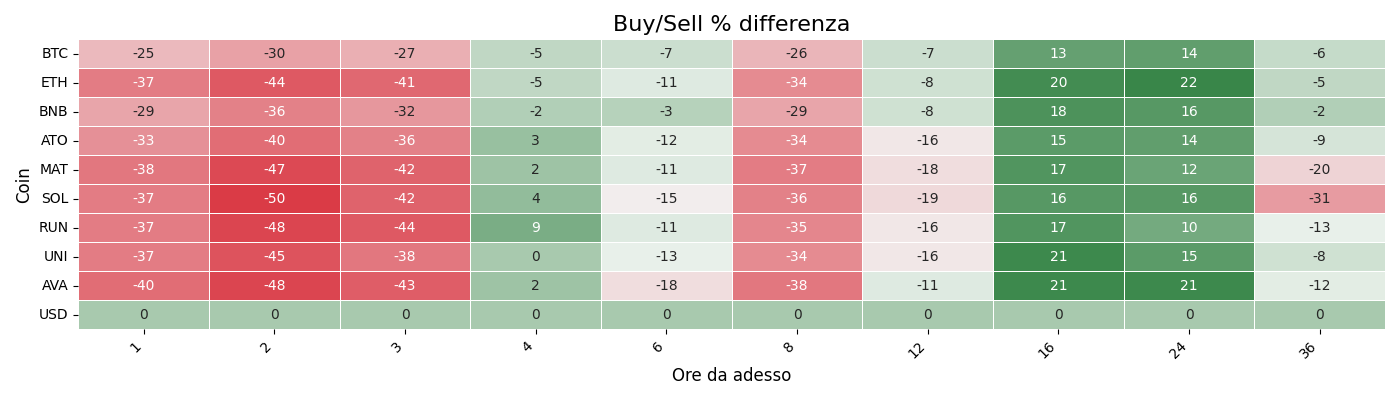 Buy/Sell % differenza
Coin
BTC -25 -30 -27 -5 -7 -26 -7 13 14 -6
ETH -37 -44 -41 -5 -11 -34 -8 20 22 -5
BNB -29 -36 -32 -2 -3 -29 -8 18 16 -2
ATO -33 -40 -36 3 -12 -34 -16 15 14 -9
MAT -38 -47 -42 2 -11 -37 -18 17 12 -20
SOL -37 -50 -42 4 -15 -36 -19 16 16 -31
RUN -37 -48 -44 9 -11 -35 -16 17 10 -13
UNI -37 -45 -38 0 -13 -34 -16 21 15 -8
AVA -40 -48 -43 2 -18 -38 -11 21 21 -12
USD 0 0 0 0 0 0 0 0 0 0
1 2 3 4 6 8 12 16 24 36
Ore da adesso